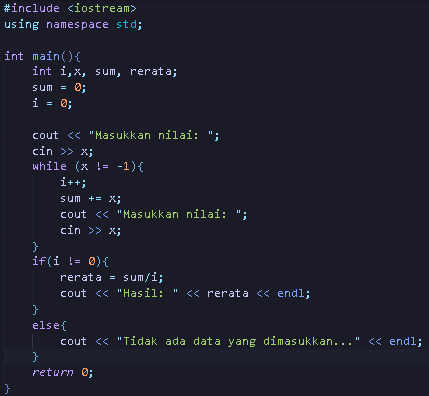 #include <iostream>
using namespace std;

int main(){
    int i,x, sum, rerata;
    sum = 0;
    i = 0;

    cout << "Masukkan nilai: ";
    cin >> x;
    while (x != -1){
        i++;
        sum += x;
        cout << "Masukkan nilai: ";
        cin >> x;
    }
    if(i != 0){
        rerata = sum/i;
        cout << "Hasil: " << rerata << endl;
    }
    else{
        cout << "Tidak ada data yang dimasukkan..." << endl;
    }
    return 0;
}